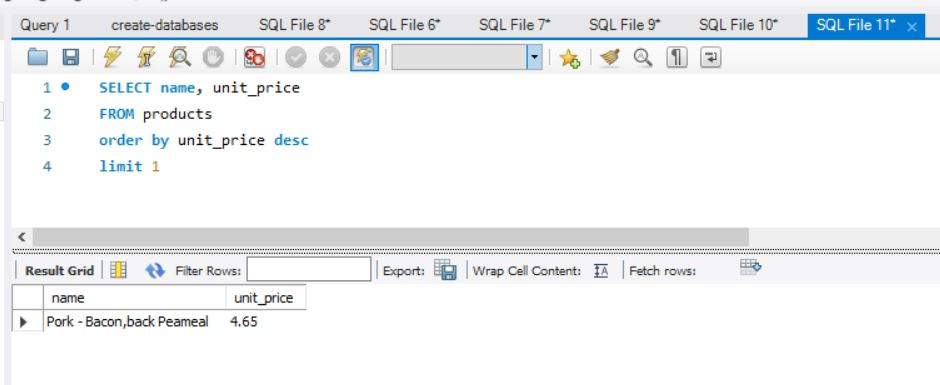 Query 1 create-databases SQL File 8* SQL File 6* SQL File 7* SQL File 9* SQL File 10* SQL File 11* ×
1 SELECT name, unit_price
2 FROM products
3 order by unit_price desc
4 limit 1
Result Grid Filter Rows: Export: Wrap Cell Content: IA Fetch rows:
name unit_price
Pork - Bacon,back Peameal 4.65